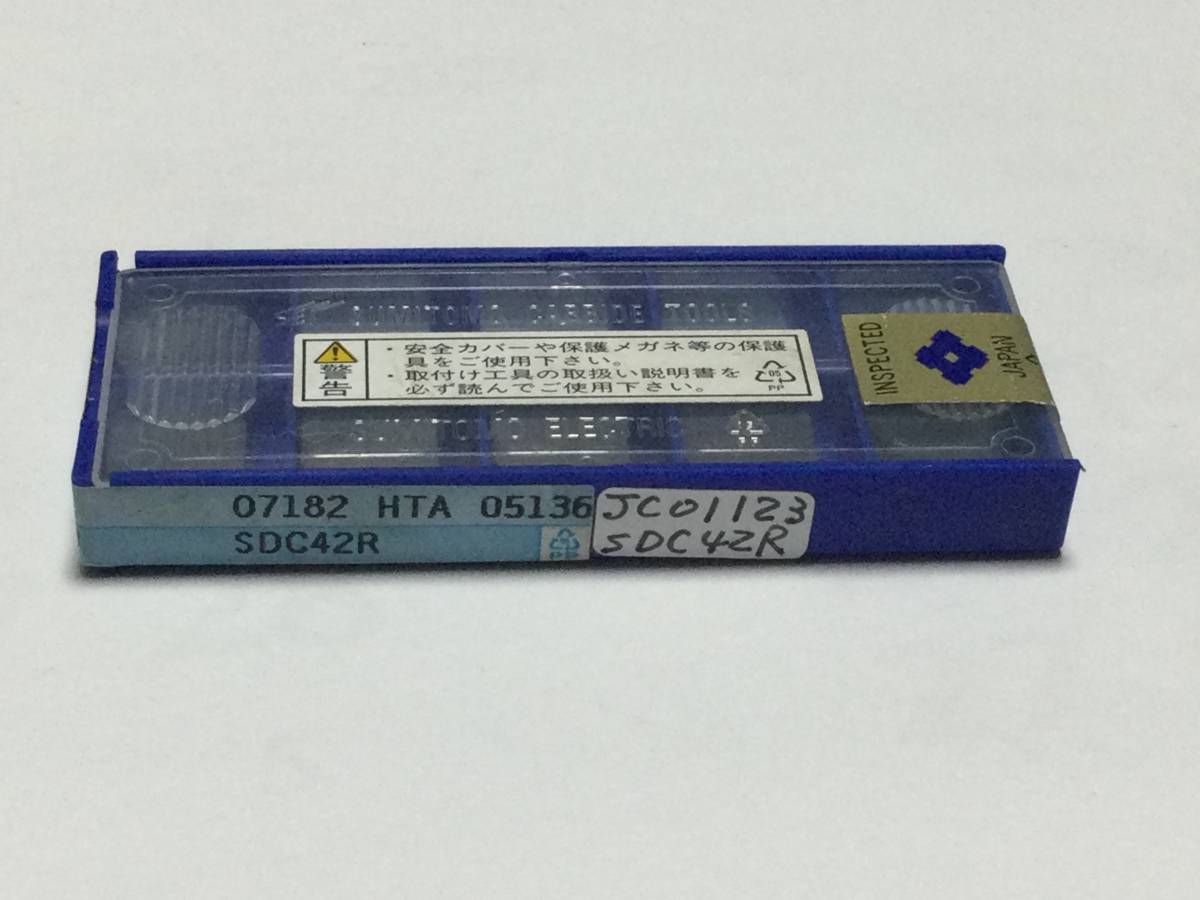 SUMITOMO CARBIDE TOOLS
警告
・安全カバーや保護メガネ等の保護
具をご使用下さい。
・取付け工具の取扱い説明書を
必ず読んでご使用下さい。
PP
INSPECTED
JAPAN
SUMITOMO ELECTRIC
PP
07182 HTA 05136
SDC42R
JC01123
SDC42R